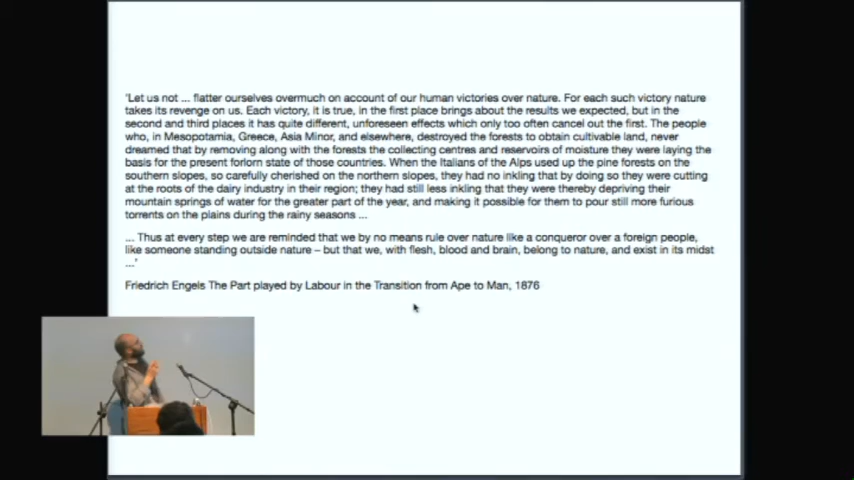 'Let us not ... flatter ourselves overmuch on account of our human victories over nature. For each such victory nature
takes its revenge on us. Each victory, it is true, in the first place brings about the results we expected, but in the
second and third places it has quite different, unforeseen effects which only too often cancel out the first. The people
who, in Mesopotamia, Greece, Asia Minor, and elsewhere, destroyed the forests to obtain cultivable land, never
dreamed that by removing along with the forests the collecting centres and reservoirs of moisture they were laying the
basis for the present forlorn state of those countries. When the Italians of the Alps used up the pine forests on the
southern slopes, so carefully cherished on the northern slopes, they had no inkling that by doing so they were cutting
at the roots of the dairy industry in their region; they had still less inkling that they were thereby depriving their
mountain springs of water for the greater part of the year, and making it possible for them to pour still more furious
torrents on the plains during the rainy seasons ...
... Thus at every step we are reminded that we by no means rule over nature like a conqueror over a foreign people,
like someone standing outside nature – but that we, with flesh, blood and brain, belong to nature, and exist in its midst
...'
Friedrich Engels The Part played by Labour in the Transition from Ape to Man, 1876